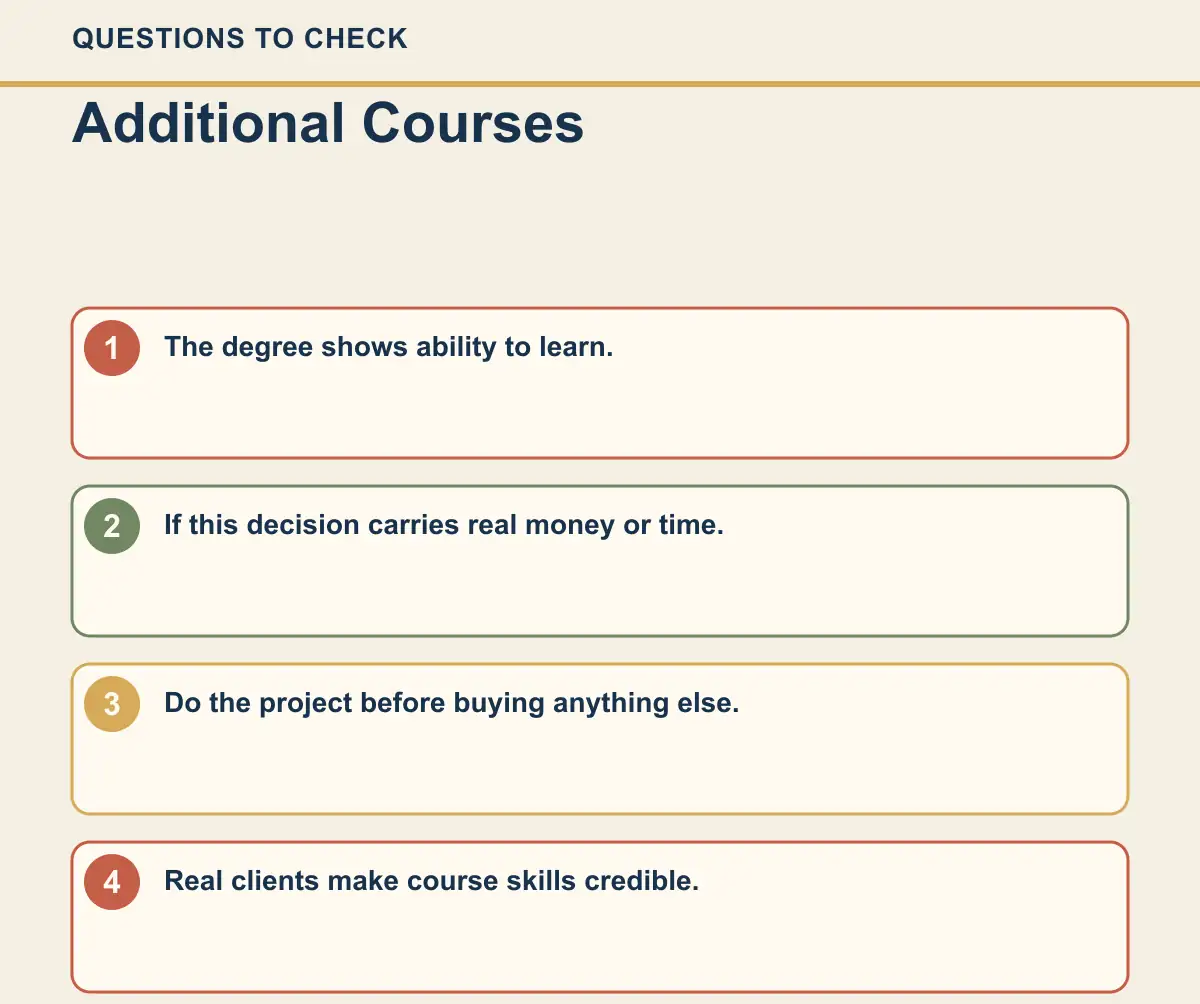 QUESTIONS TO CHECK
Additional Courses
1 The degree shows ability to learn.
2 If this decision carries real money or time.
3 Do the project before buying anything else.
4 Real clients make course skills credible.